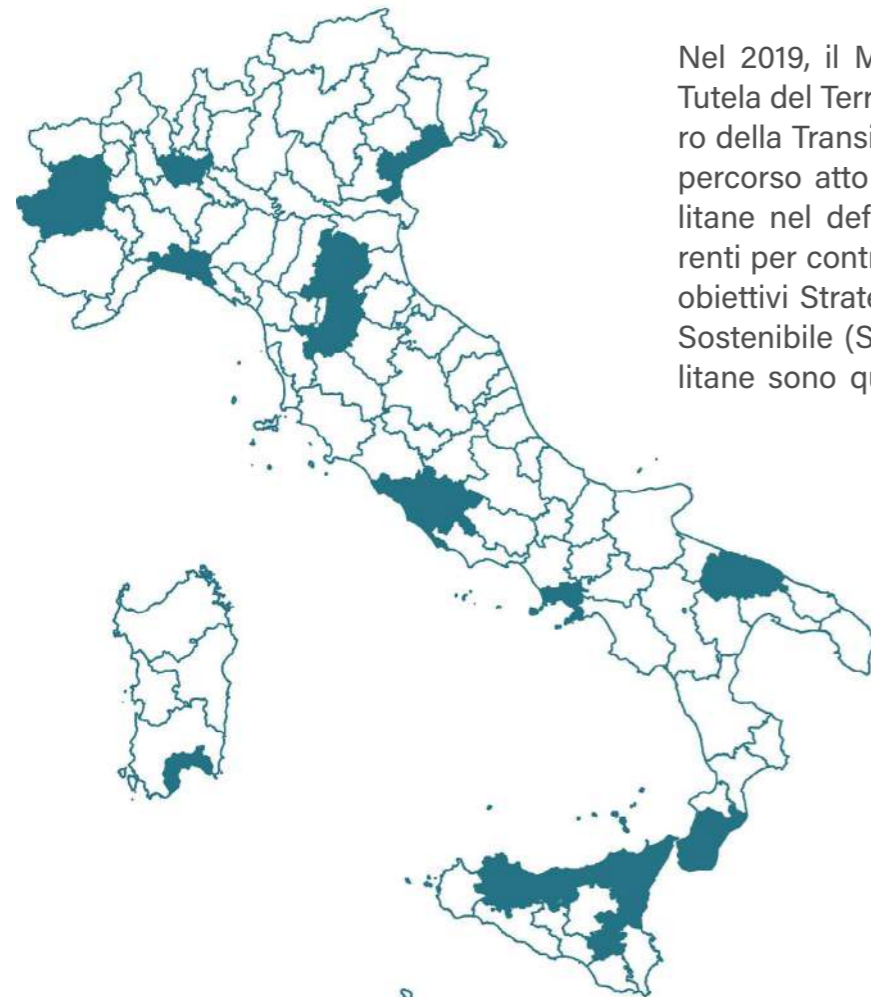 Nel 2019, il M
Tutela del Terr
ro della Transi
percorso atto
litane nel def
renti per contr
obiettivi Strate
Sostenibile (S
litane sono qu